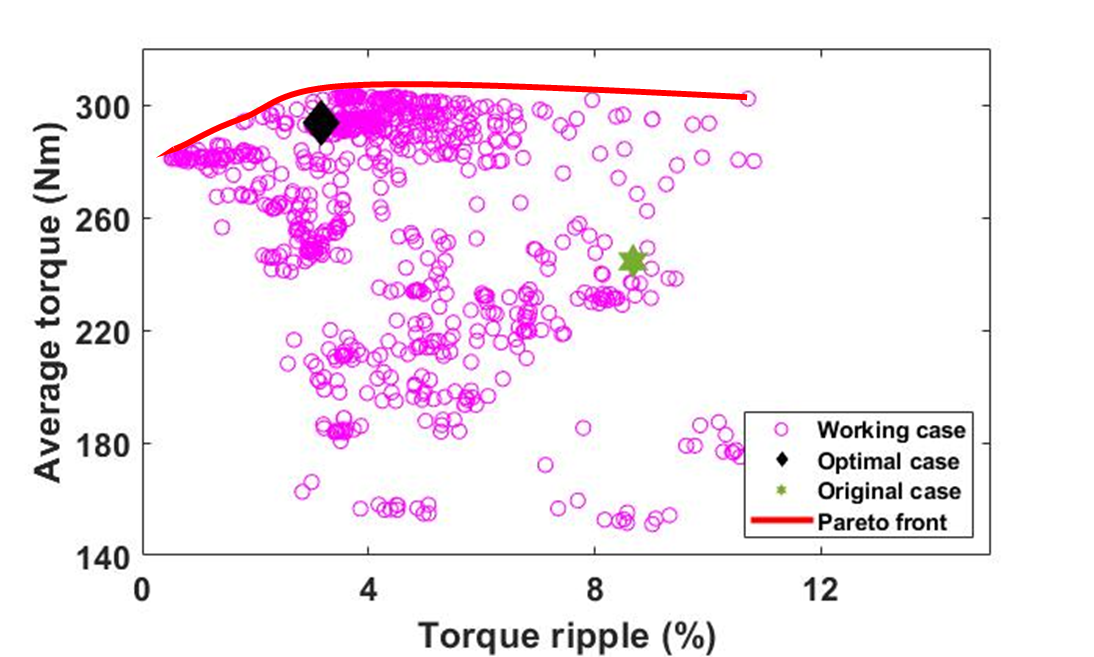 300
260
220
180
140
0
4
8
12
Average torque (Nm)
Torque ripple (%)
Working case
Optimal case
Original case
Pareto front